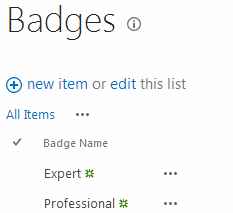 Badges
new item or edit this list
All Items ...
Badge Name
Expert ...
Professional ...